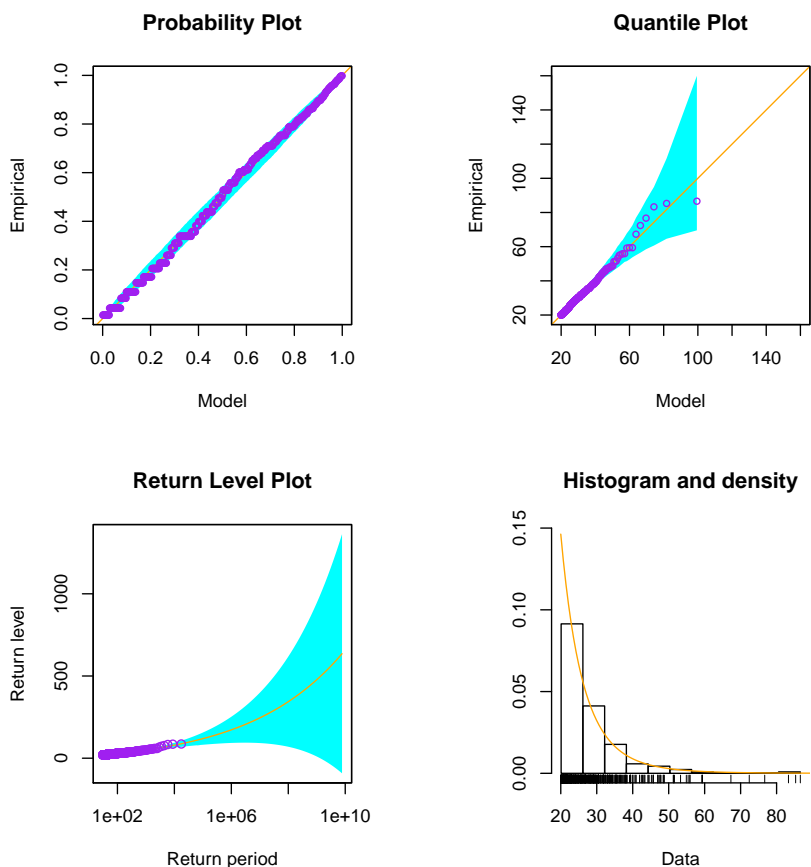 Probability Plot
Empirical
0.0 0.2 0.4 0.6 0.8 1.0
0.0 0.2 0.4 0.6 0.8 1.0
Model
Quantile Plot
Empirical
20 60 100 140
20 60 100 140
Model
Return Level Plot
Return level
0 500 1000
1e+02 1e+06 1e+10
Return period
Histogram and density
0.00 0.05 0.10 0.15
20 30 40 50 60 70 80
Data